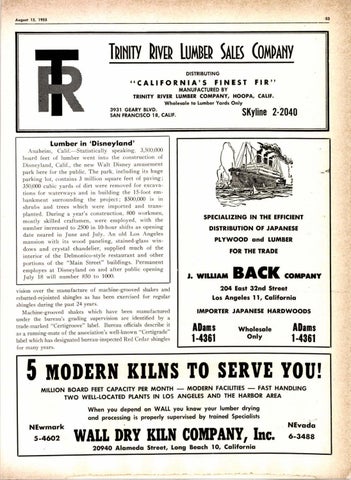 August 15, 1955
53
TR
TRINITY RIVER LUMBER SALES COMPANY
DISTRIBUTING
"CALIFORNIA'S FINEST FIR"
MANUFACTURED BY
TRINITY RIVER LUMBER COMPANY, HOOPA, CALIF.
Wholesale to Lumber Yards Only
3931 GEARY BLVD.
SAN FRANCISCO 18, CALIF.
SKyline 2-2040
Lumber in 'Disneyland'
Anaheim, Calif.—Statistically speaking, 3,500,000
board feet of lumber went into the construction of
Disneyland, Calif., the new Walt Disney amusement
park here for the public. The park, including its huge
parking lot, contains 3 million square feet of paving;
350,000 cubic yards of dirt were removed for excava-
tions for waterways and in building the 15-foot em-
bankment surrounding the project; $500,000 is in
shrubs and trees which were imported and trans-
planted. During a year's construction, 800 workmen,
mostly skilled craftsmen, were employed, with the
number increased to 2500 in 10-hour shifts as opening
date neared in June and July. An old Los Angeles
mansion with its wood paneling, stained-glass win-
dows and crystal chandelier, supplied much of the
interior of the Delmonico-style restaurant and other
portions of the "Main Street" buildings. Permanent
employes at Disneyland on and after public opening
July 18 will number 850 to 1000.
vision over the manufacture of machine-grooved shakes and
rebutted-rejointed shingles as has been exercised for regular
shingles during the past 24 years.
Machine-grooved shakes which have been manufactured
under the bureau's grading supervision are identified by a
trade-marked "Certigroove" label. Bureau officials describe it
as a running-mate of the association's well-known "Certigrade"
label which has designated bureau-inspected Red Cedar shingles
for many years.
SPECIALIZING IN THE EFFICIENT
DISTRIBUTION OF JAPANESE
PLYWOOD and LUMBER
FOR THE TRADE
J. WILLIAM BACK COMPANY
204 East 32nd Street
Los Angeles 11, California
IMPORTER JAPANESE HARDWOODS
ADams
1-4361
Wholesale
Only
ADams
1-4361
5 MODERN KILNS TO SERVE YOU!
MILLION BOARD FEET CAPACITY PER MONTH — MODERN FACILITIES — FAST HANDLING
TWO WELL-LOCATED PLANTS IN LOS ANGELES AND THE HARBOR AREA
When you depend on WALL you know your lumber drying
and processing is properly supervised by trained Specialists
NEwmark
5-4602
WALL DRY KILN COMPANY, Inc.
20940 Alameda Street, Long Beach 10, California
NEvada
6-3488